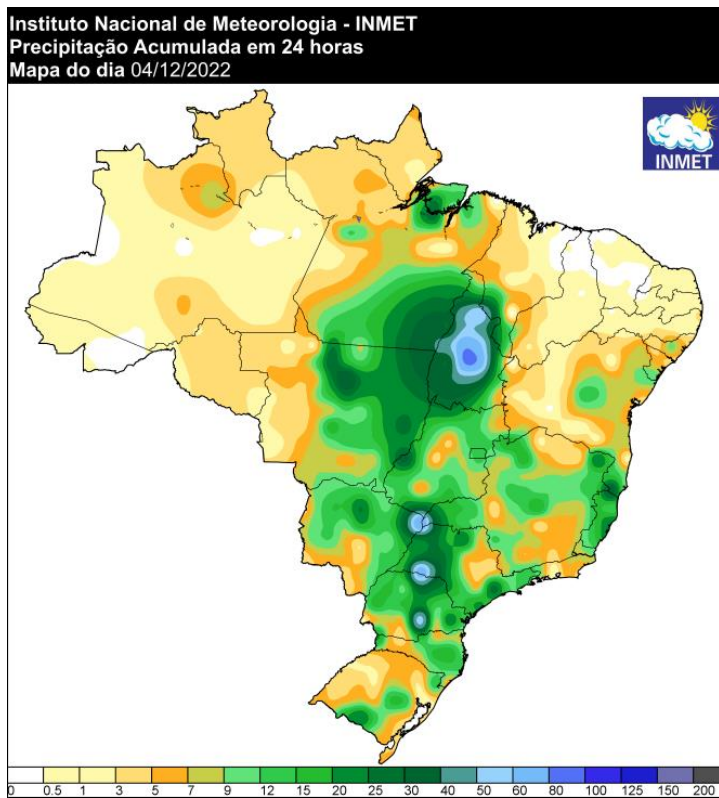 Instituto Nacional de Meteorologia - INMET
Precipitação Acumulada em 24 horas
Mapa do dia 04/12/2022
INMET
0 0.5 1 3 5 7 9 12 15 20 25 30 40 50 60 80 100 125 150 200